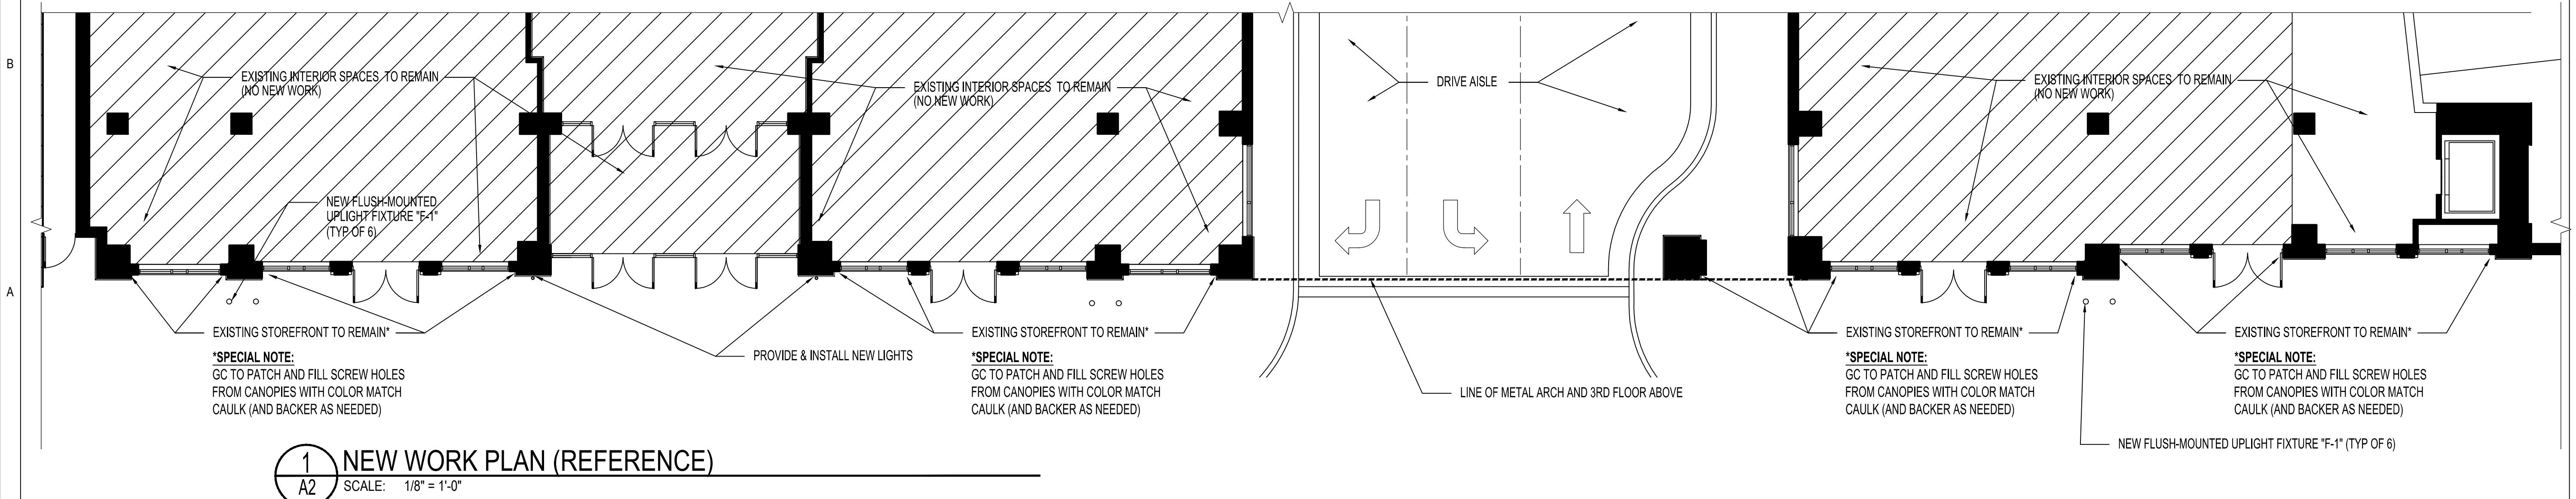 B
EXISTING INTERIOR SPACES TO REMAIN
(NO NEW WORK)
EXISTING INTERIOR SPACES TO REMAIN
(NO NEW WORK)
DRIVE AISLE
EXISTING INTERIOR SPACES TO REMAIN
(NO NEW WORK)
NEW FLUSH-MOUNTED
UPLIGHT FIXTURE "F-1"
(TYP OF 6)
A
EXISTING STOREFRONT TO REMAIN*
*SPECIAL NOTE:
GC TO PATCH AND FILL SCREW HOLES
FROM CANOPIES WITH COLOR MATCH
CAULK (AND BACKER AS NEEDED)
PROVIDE & INSTALL NEW LIGHTS
EXISTING STOREFRONT TO REMAIN*
*SPECIAL NOTE:
GC TO PATCH AND FILL SCREW HOLES
FROM CANOPIES WITH COLOR MATCH
CAULK (AND BACKER AS NEEDED)
LINE OF METAL ARCH AND 3RD FLOOR ABOVE
EXISTING STOREFRONT TO REMAIN*
*SPECIAL NOTE:
GC TO PATCH AND FILL SCREW HOLES
FROM CANOPIES WITH COLOR MATCH
CAULK (AND BACKER AS NEEDED)
EXISTING STOREFRONT TO REMAIN*
*SPECIAL NOTE:
GC TO PATCH AND FILL SCREW HOLES
FROM CANOPIES WITH COLOR MATCH
CAULK (AND BACKER AS NEEDED)
NEW FLUSH-MOUNTED UPLIGHT FIXTURE "F-1" (TYP OF 6)
1
A2
NEW WORK PLAN (REFERENCE)
SCALE: 1/8" = 1'-0"